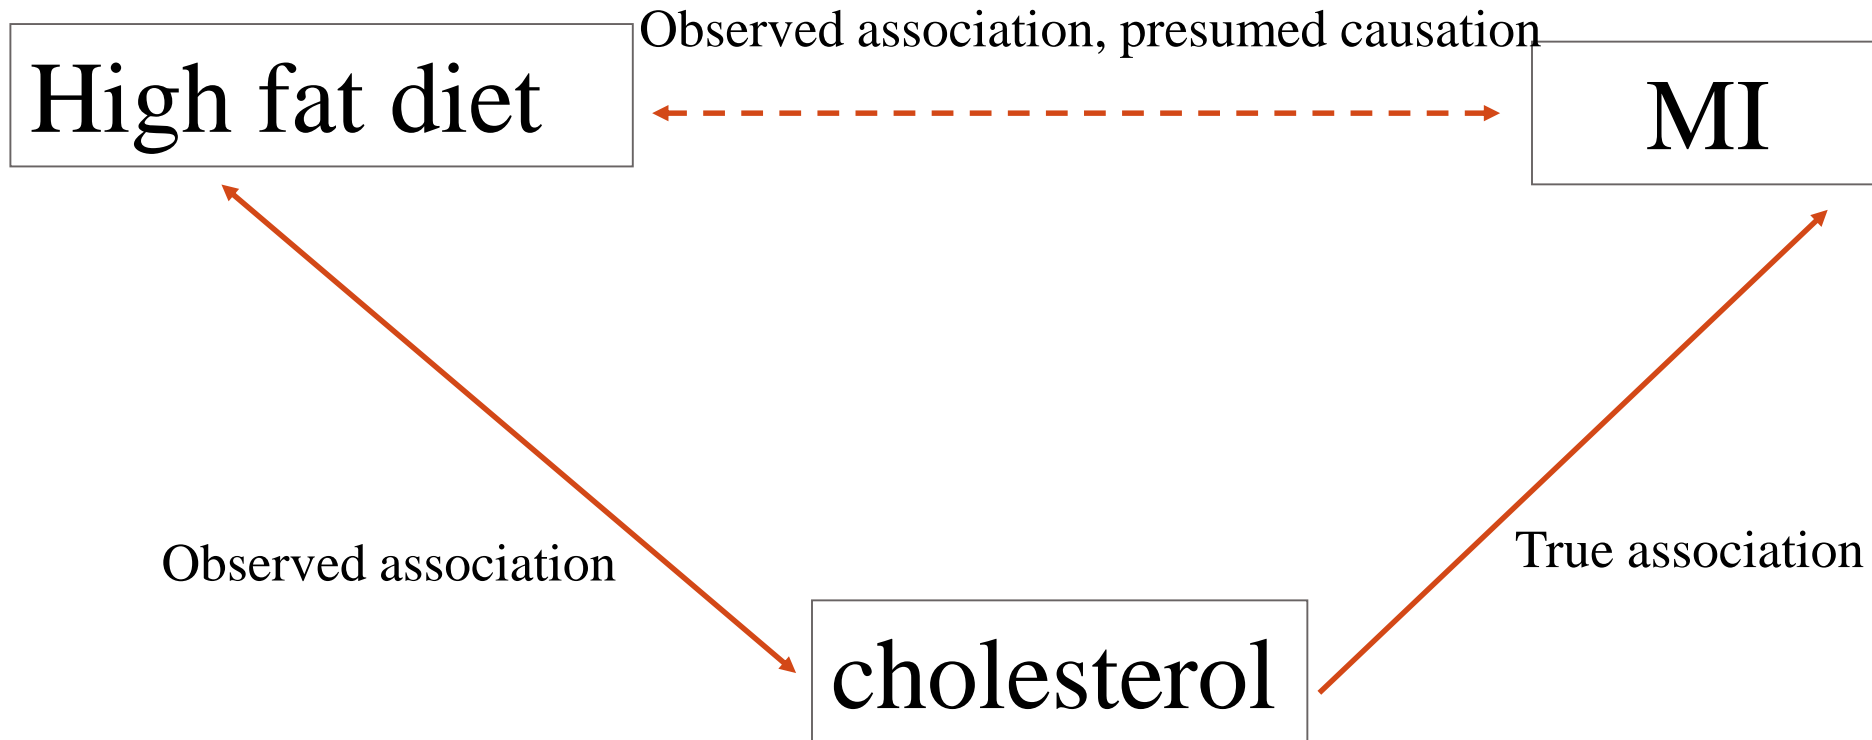 Observed association, presumed causation
High fat diet
MI
Observed association
True association
cholesterol